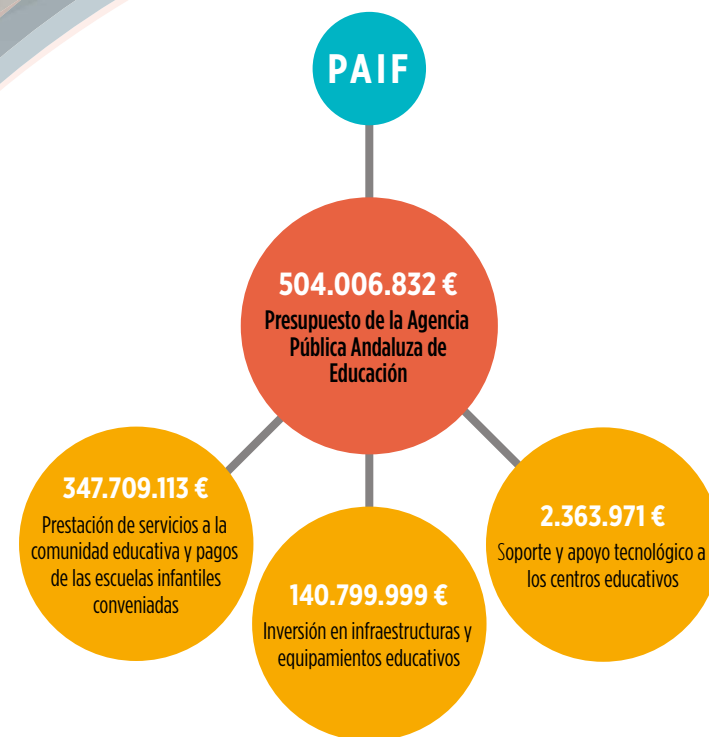 PAIF
504.006.832 €
Presupuesto de la Agencia
Pública Andaluza de
Educación
347.709.113 €
Prestación de servicios a la
comunidad educativa y pagos
de las escuelas infantiles
conveniadas
140.799.999 €
Inversión en infraestructuras y
equipamientos educativos
2.363.971 €
Soporte y apoyo tecnológico a
los centros educativos